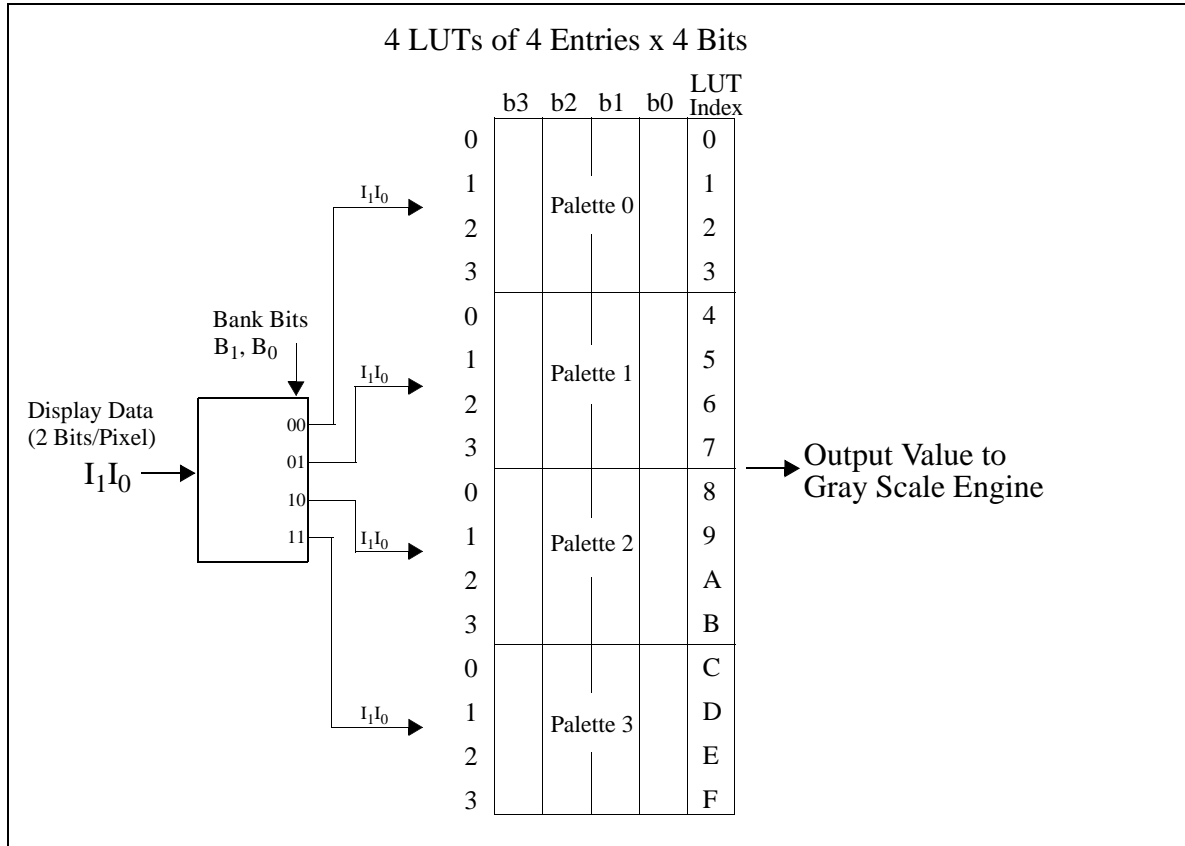 4 LUTs of 4 Entries x 4 Bits
LUT
b3 b2 b1 b0 Index
0 0
1 1
I₁I₀
Palette 0
2 2
3 3
0 4
Bank Bits
B₁, B₀
1 5
I₁I₀
Palette 1
2 6
3 7
Display Data
(2 Bits/Pixel)
I₁I₀
00
01
10
11
Output Value to
Gray Scale Engine
0 8
1 9
I₁I₀
Palette 2
2 A
3 B
0 C
1 D
I₁I₀
Palette 3
2 E
3 F